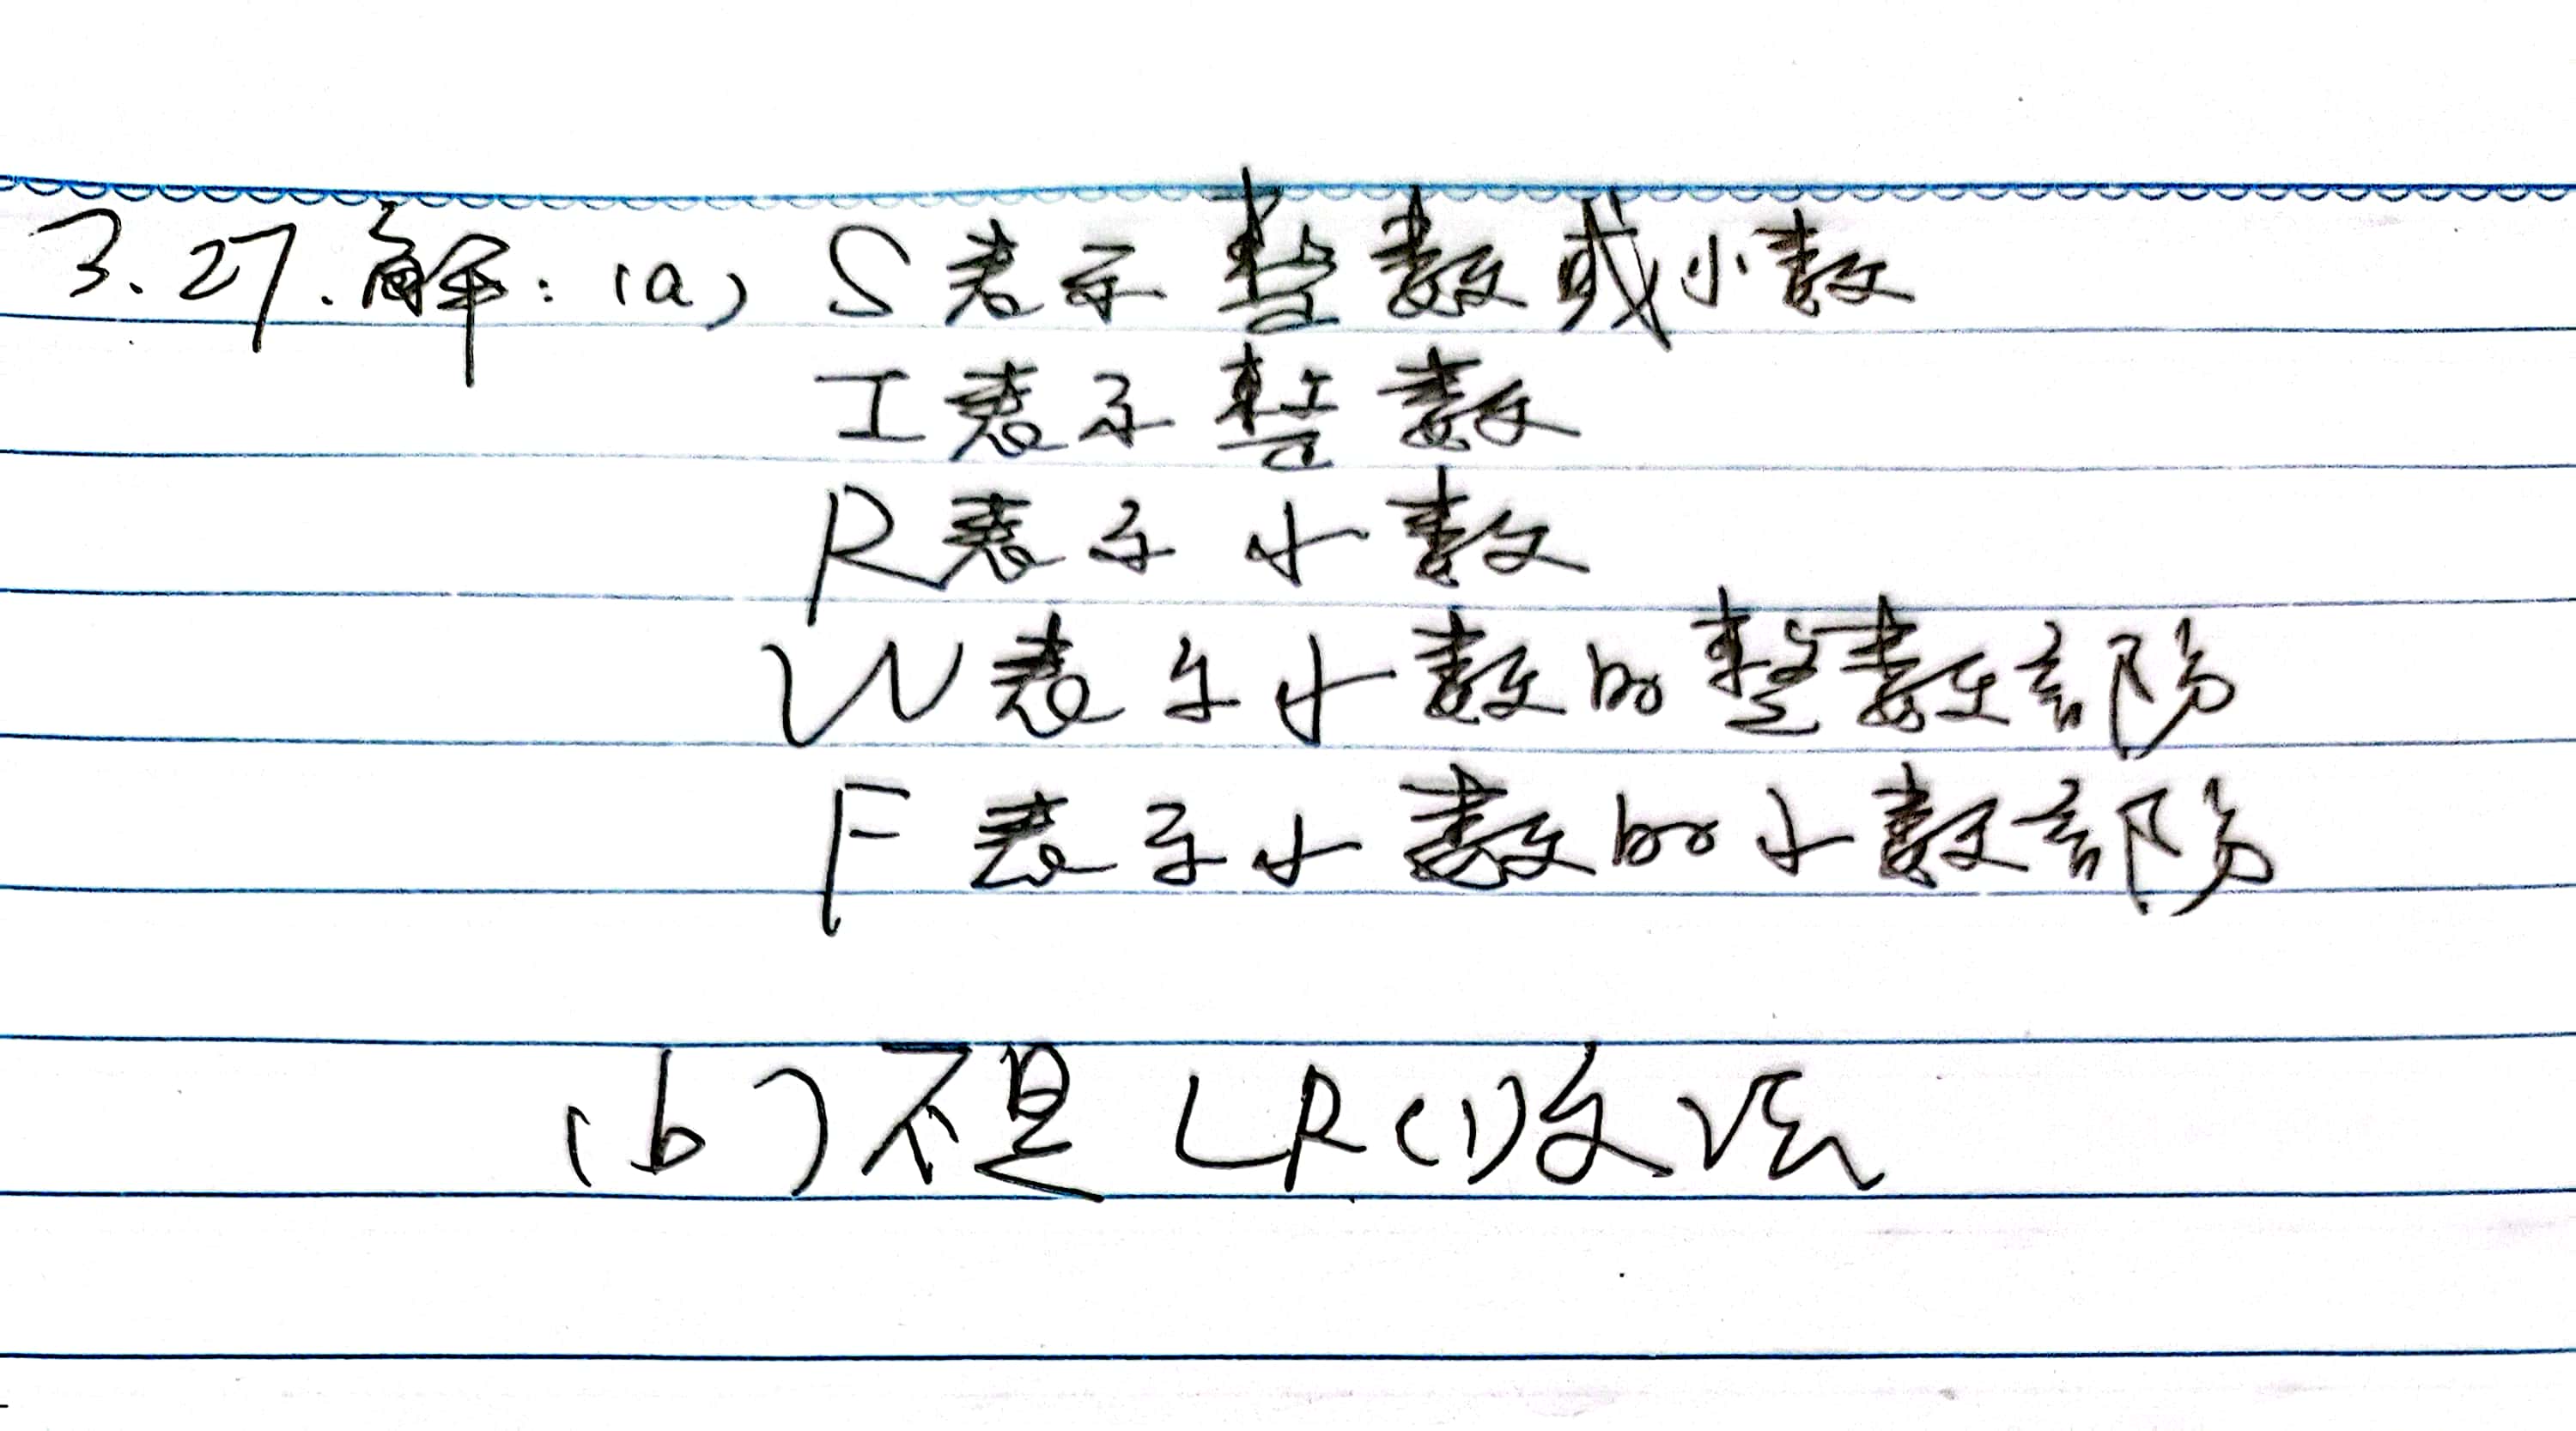 3.27.解：(a) S表示整数或小数
I表示整数
R表示小数
W表示小数的整数部分
F表示小数的小数部分
(b)不是LR(1)文法